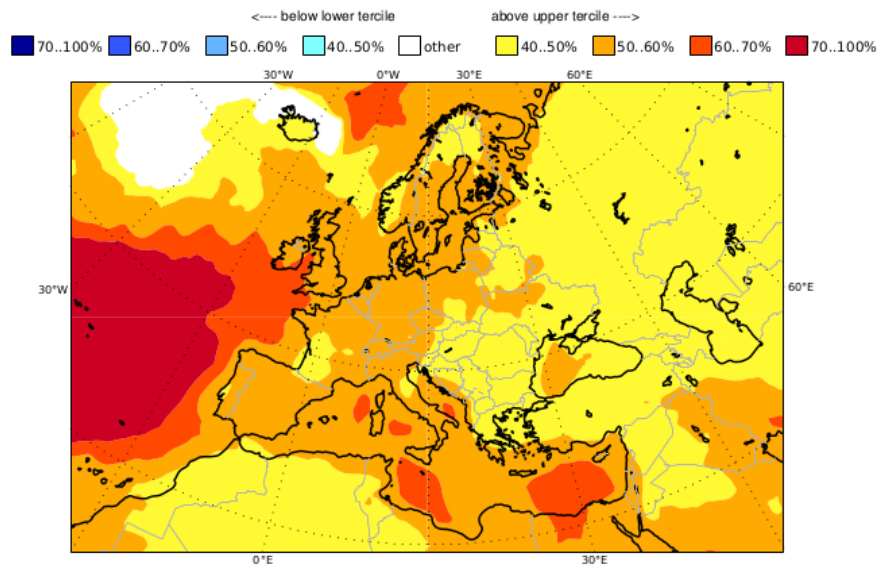 <---- below lower tercile above upper tercile ---->
70..100% 60..70% 50..60% 40..50% other 40..50% 50..60% 60..70% 70..100%
30°W 0°W 30°E 60°E
30°W 60°E
0°E 30°E